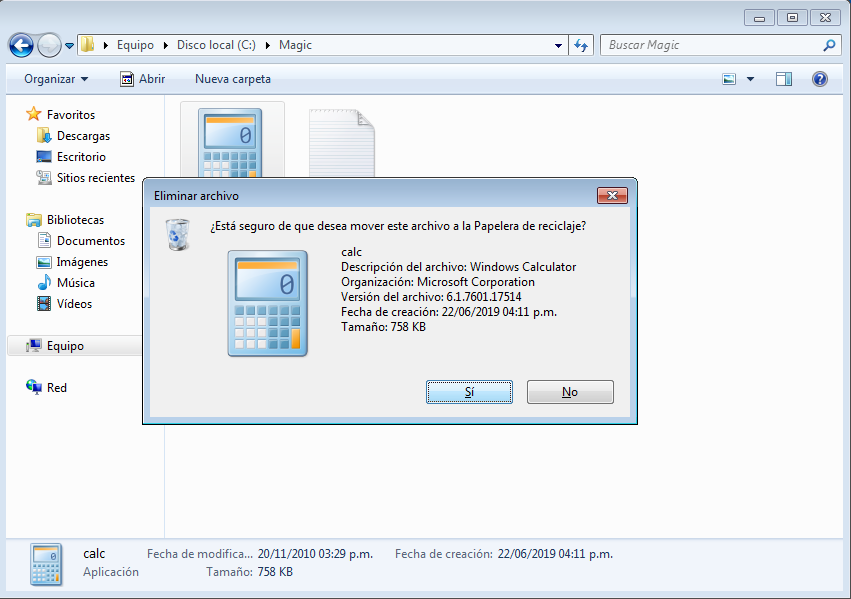 Equipo Disco local (C:) Magic
Buscar Magic
Organizar Abrir Nueva carpeta
Favoritos
Descargas
Escritorio
Sitios recientes
Bibliotecas
Documentos
Imágenes
Música
Vídeos
Equipo
Red
0
Eliminar archivo
¿Está seguro de que desea mover este archivo a la Papelera de reciclaje?
0
calc
Descripción del archivo: Windows Calculator
Organización: Microsoft Corporation
Versión del archivo: 6.1.7601.17514
Fecha de creación: 22/06/2019 04:11 p.m.
Tamaño: 758 KB
Sí No
0
calc Fecha de modifica... 20/11/2010 03:29 p.m. Fecha de creación: 22/06/2019 04:11 p.m.
Aplicación Tamaño: 758 KB